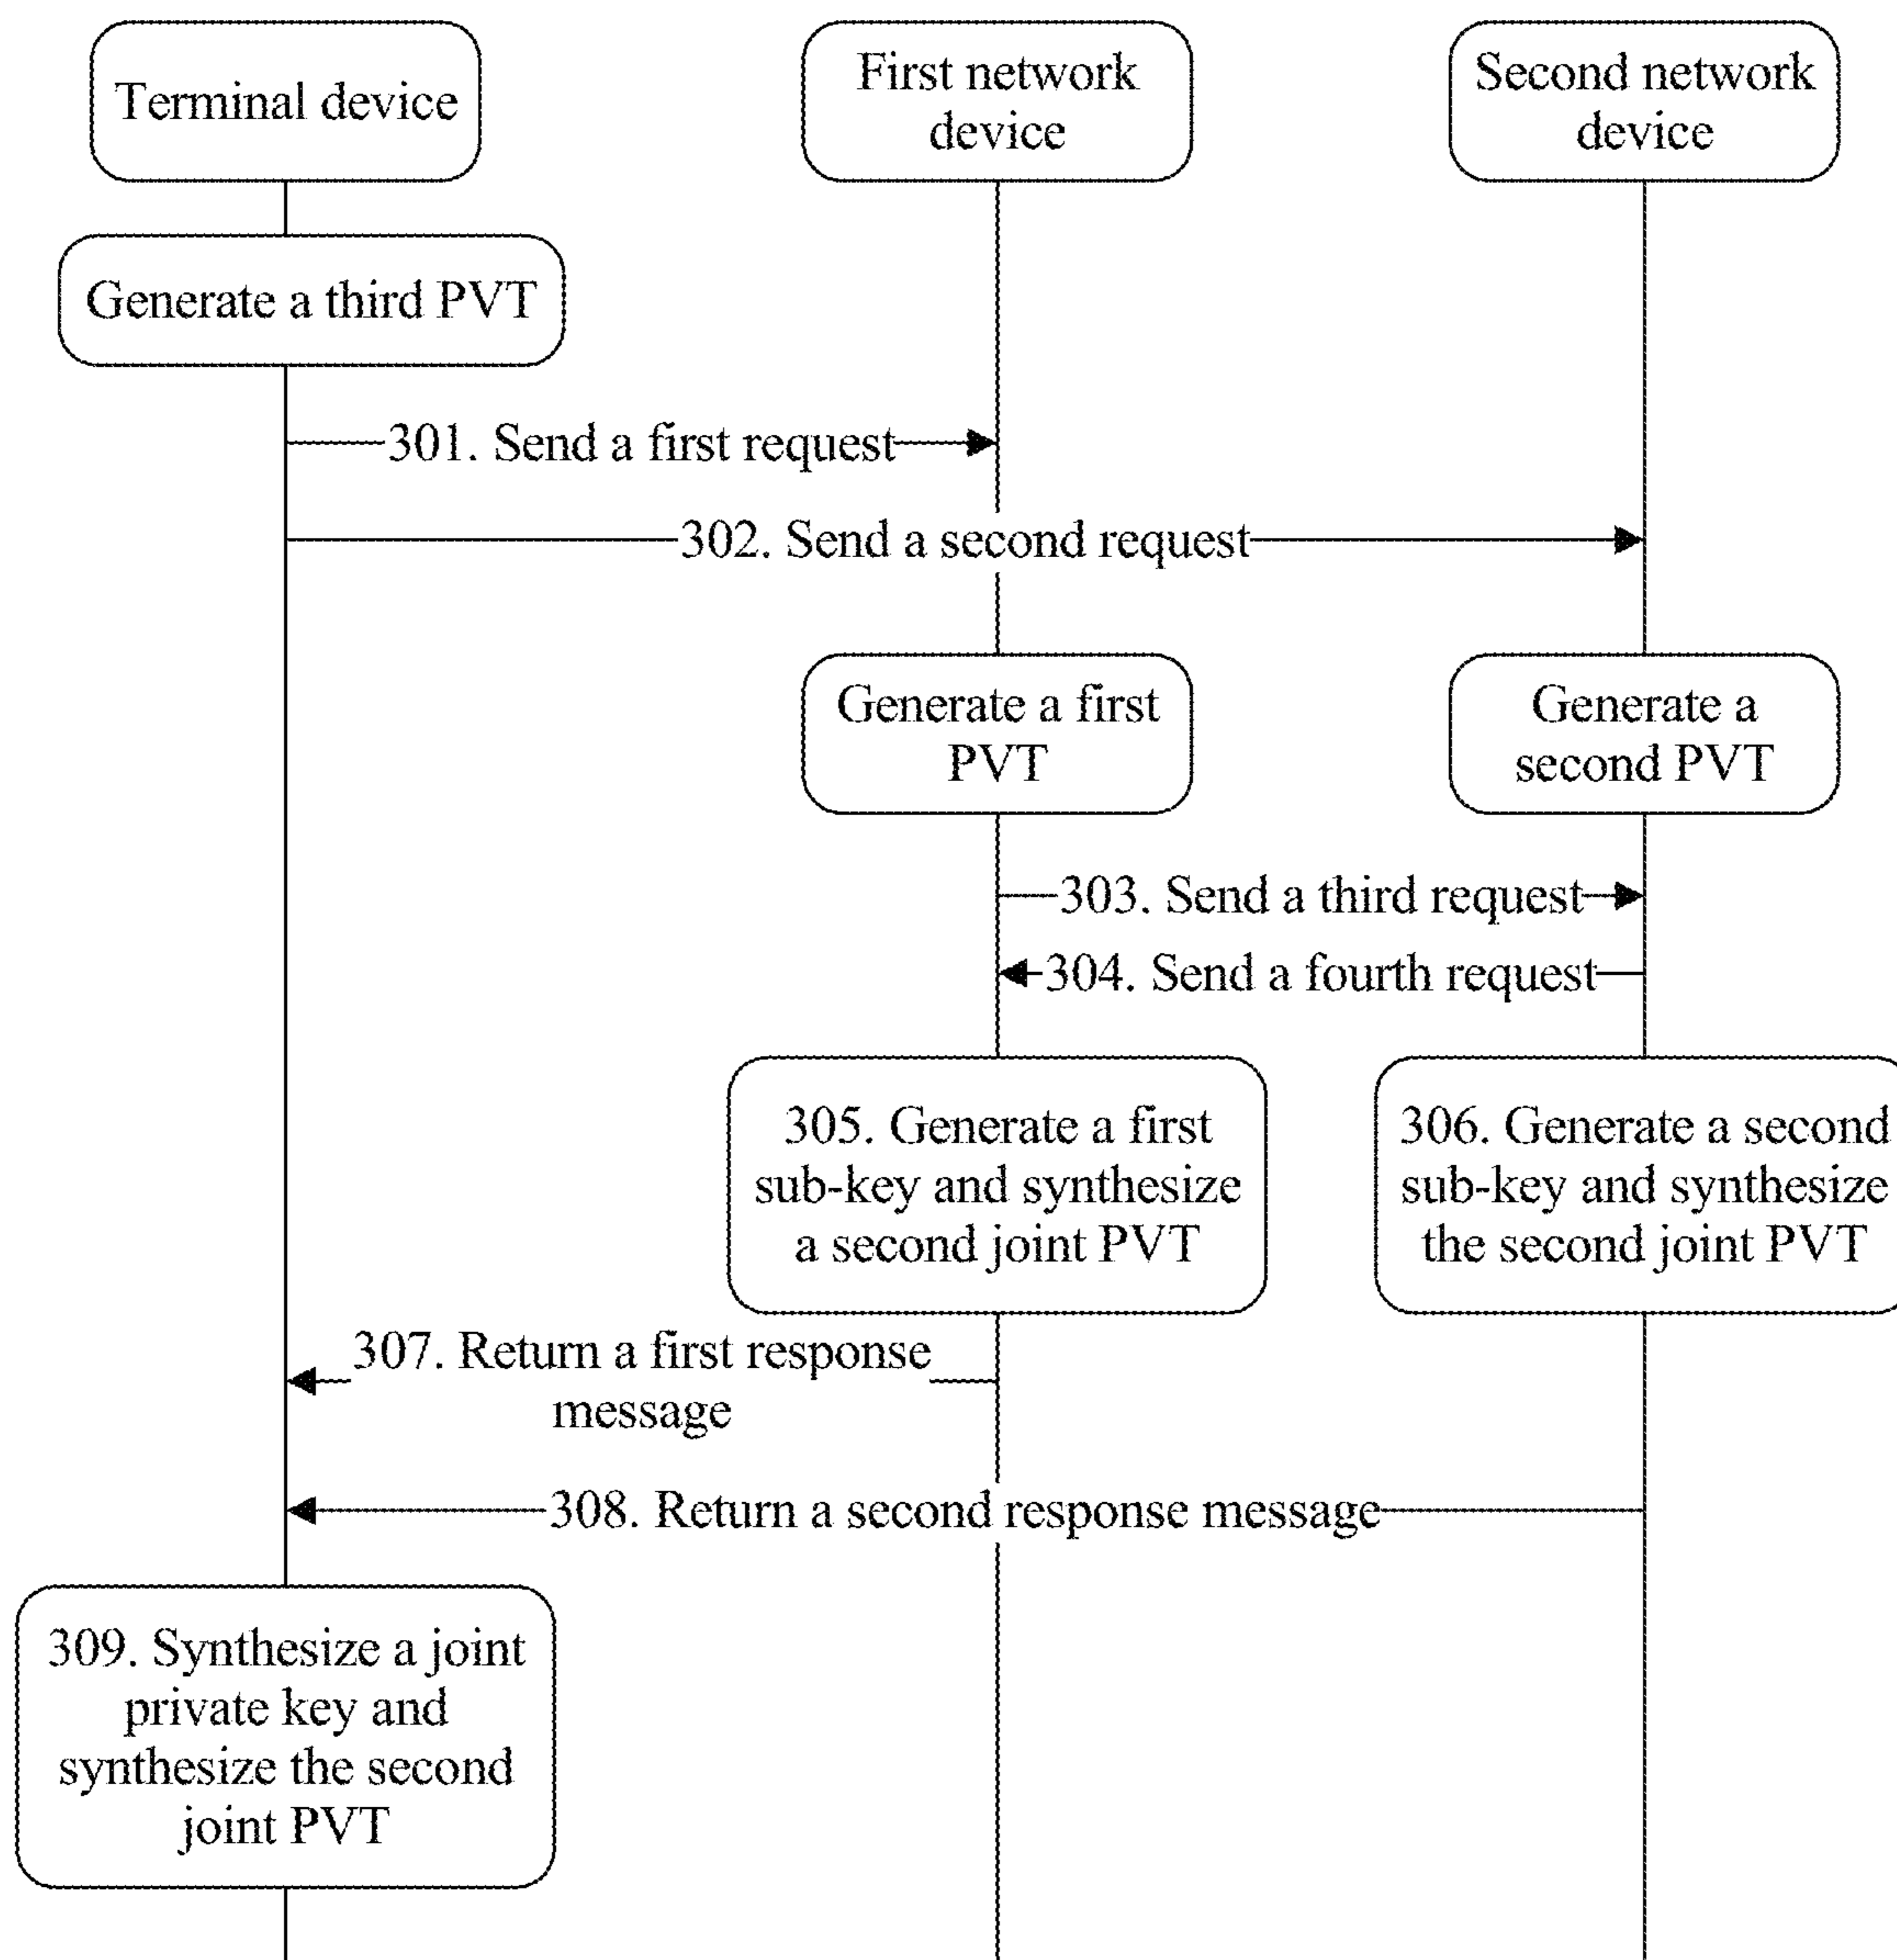 Terminal device
First network
device
Second network
device
Generate a third PVT
301. Send a first request
302. Send a second request
Generate a first
PVT
Generate a
second PVT
303. Send a third request
304. Send a fourth request
305. Generate a first
sub-key and synthesize
a second joint PVT
306. Generate a second
sub-key and synthesize
the second joint PVT
307. Return a first response
message
308. Return a second response message
309. Synthesize a joint
private key and
synthesize the second
joint PVT